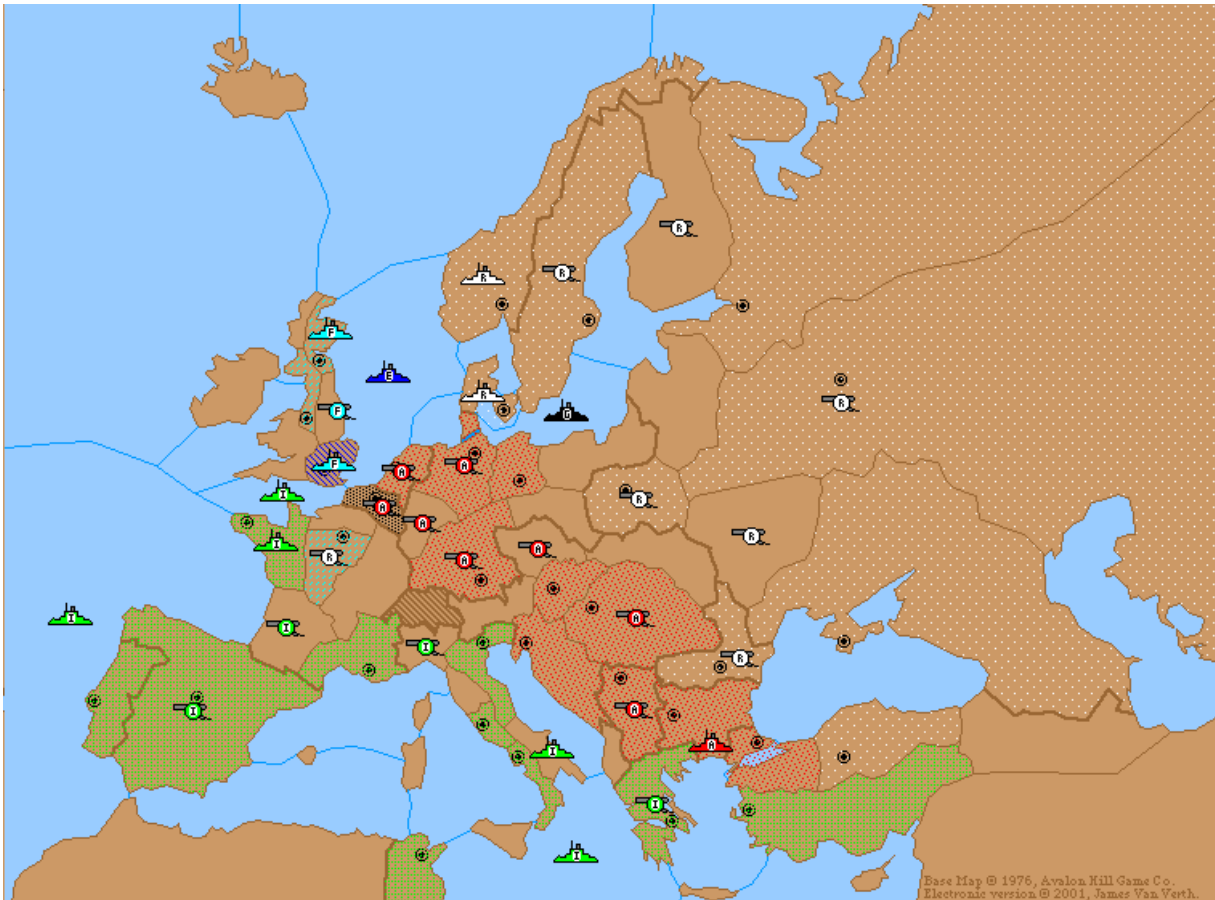 R
R
R
F
E
R
R
F
G
F
A
A
I
A
R
A
R
I
A
R
A
I
I
A
I
R
I
A
A
I
I
I
Base Map © 1976, Avalon Hill Game Co.
Electronic version © 2001, James Van Verth.